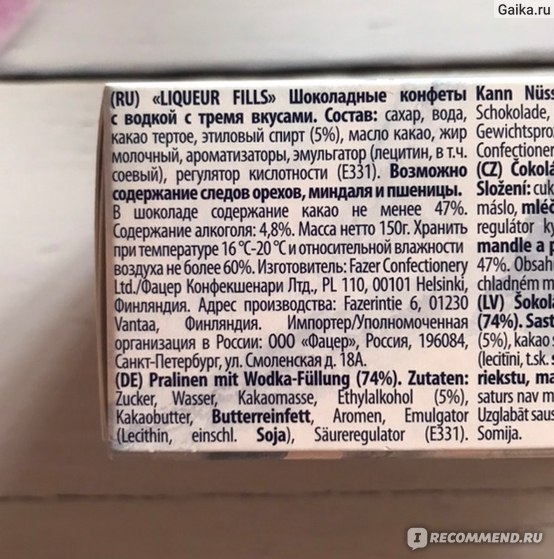 Gaika.ru
(RU) «LIQUEUR FILLS» Шоколадные конфеты
с водкой с тремя вкусами. Состав: сахар, вода,
какао тертое, этиловый спирт (5%), масло какао, жир
молочный, ароматизаторы, эмульгатор (лецитин, в т.ч.
соевый), регулятор кислотности (Е331). Возможно
содержание следов орехов, миндаля и пшеницы.
В шоколаде содержание какао не менее 47%.
Содержание алкоголя: 4,8%. Масса нетто 150г. Хранить
при температуре 16°С-20°С и относительной влажности
воздуха не более 60%. Изготовитель: Fazer Confectionery
Ltd./Фацер Конфекшенари Лтд., PL 110, 00101 Helsinki,
Финляндия. Адрес производства: Fazerintie 6, 01230
Vantaa, Финляндия. Импортер/Уполномоченная
организация в России: ООО «Фацер», Россия, 196084,
Санкт-Петербург, ул. Смоленская д. 18А.
(DE) Pralinen mit Wodka-Füllung (74%). Zutaten:
Zucker, Wasser, Kakaomasse, Ethylalkohol (5%),
Kakaobutter, Butterreinfett, Aromen, Emulgator
(Lecithin, einschl. Soja), Säureregulator (E331).
Kann Nüss
Schokolade,
Gewichtspro
Confectioner
(CZ) Čokolá
Složení: cuk
máslo, mléč
regulátor ky
mandle a p
47%. Obsah
chladném m
(LV) Šokola
(74%). Sast
(5%), kakao s
(lecitīni, t.sk.
riekstu, ma
saturs nav m
Uzglabāt saus
Somija.
IRECOMMEND.RU